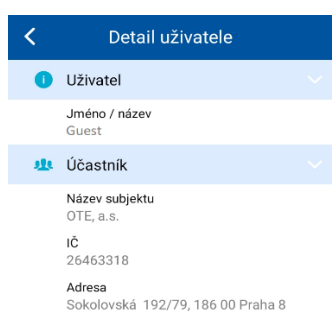 Detail uživatele
Uživatel
Jméno / název
Guest
Účastník
Název subjektu
OTE, a.s.
IČ
26463318
Adresa
Sokolovská 192/79, 186 00 Praha 8